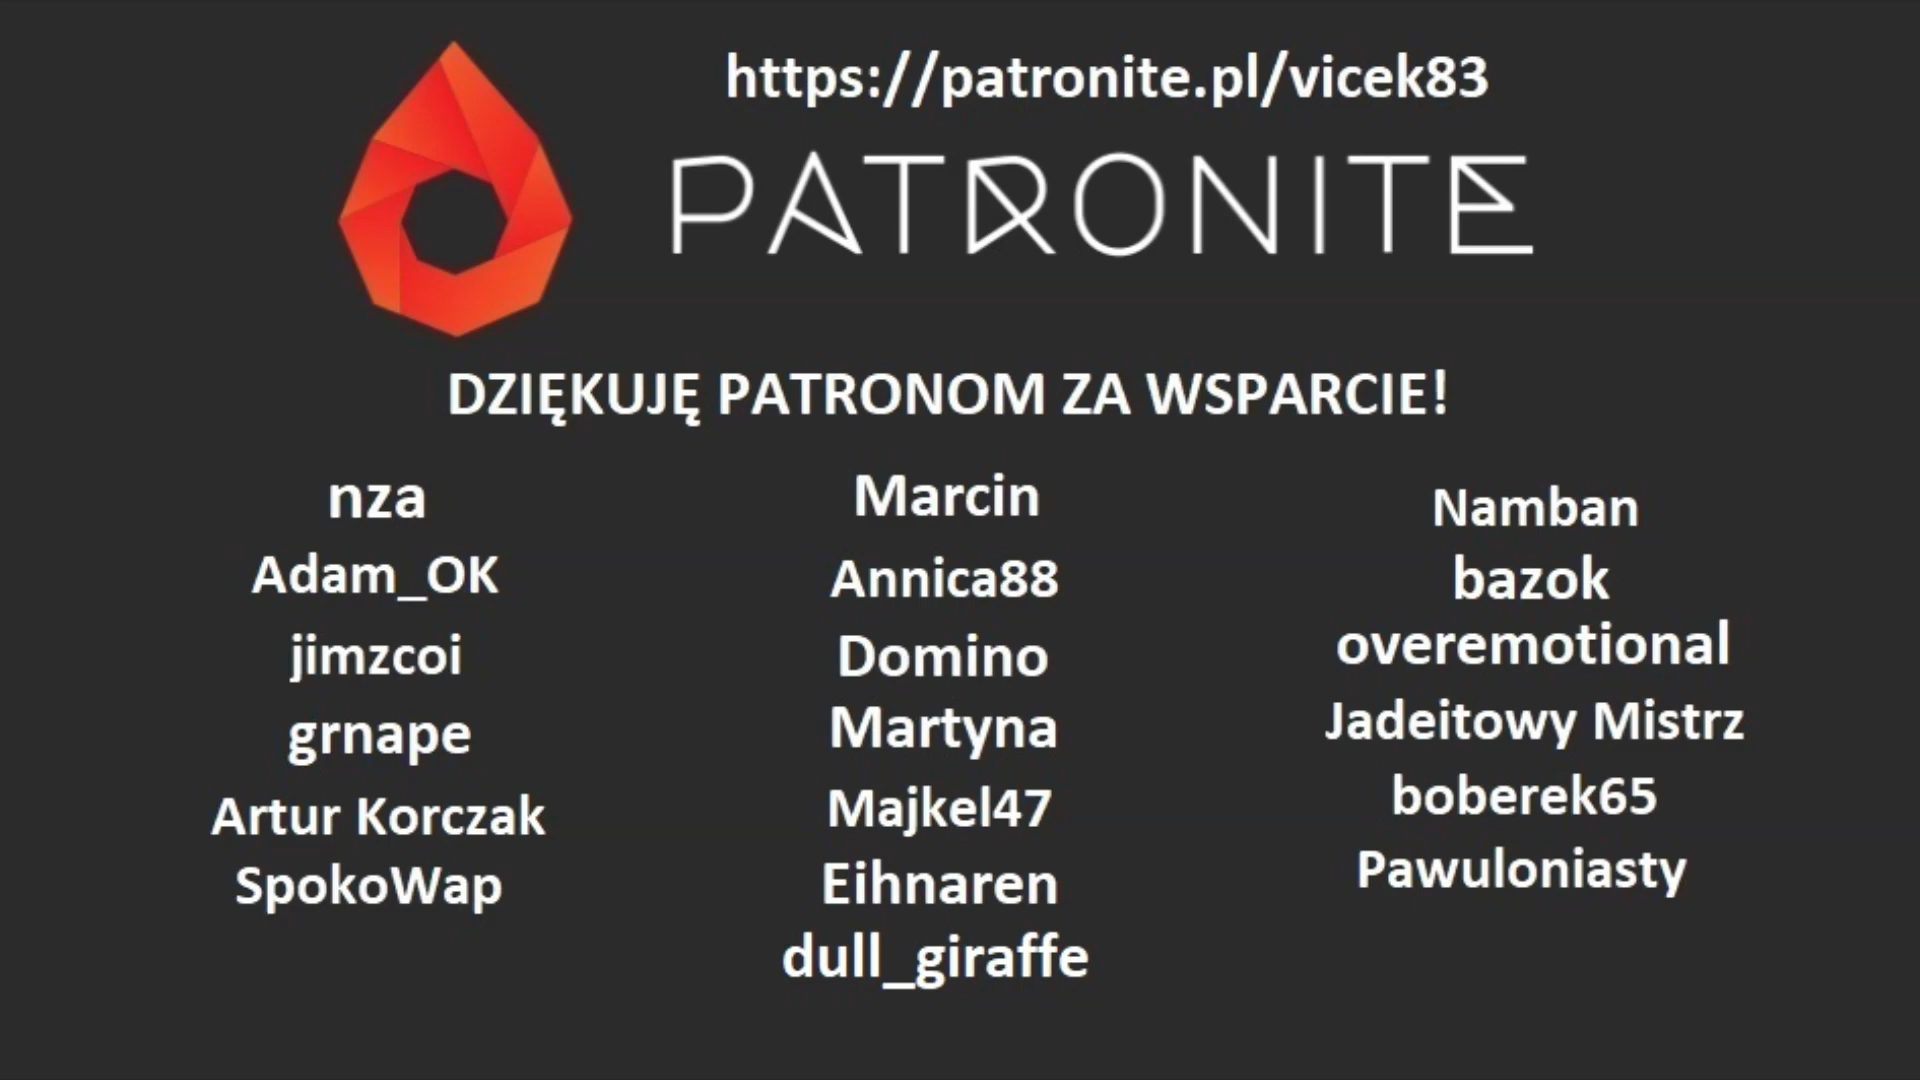 https://patronite.pl/vicek83
PATRONITE
DZIĘKUJĘ PATRONOM ZA WSPARCIE!
nza
Adam_OK
jimzcoi
grnape
Artur Korczak
SpokoWap
Marcin
Annica88
Domino
Martyna
Majkel47
Eihnaren
dull_giraffe
Namban
bazok
overemotional
Jadeitowy Mistrz
boberek65
Pawuloniasty